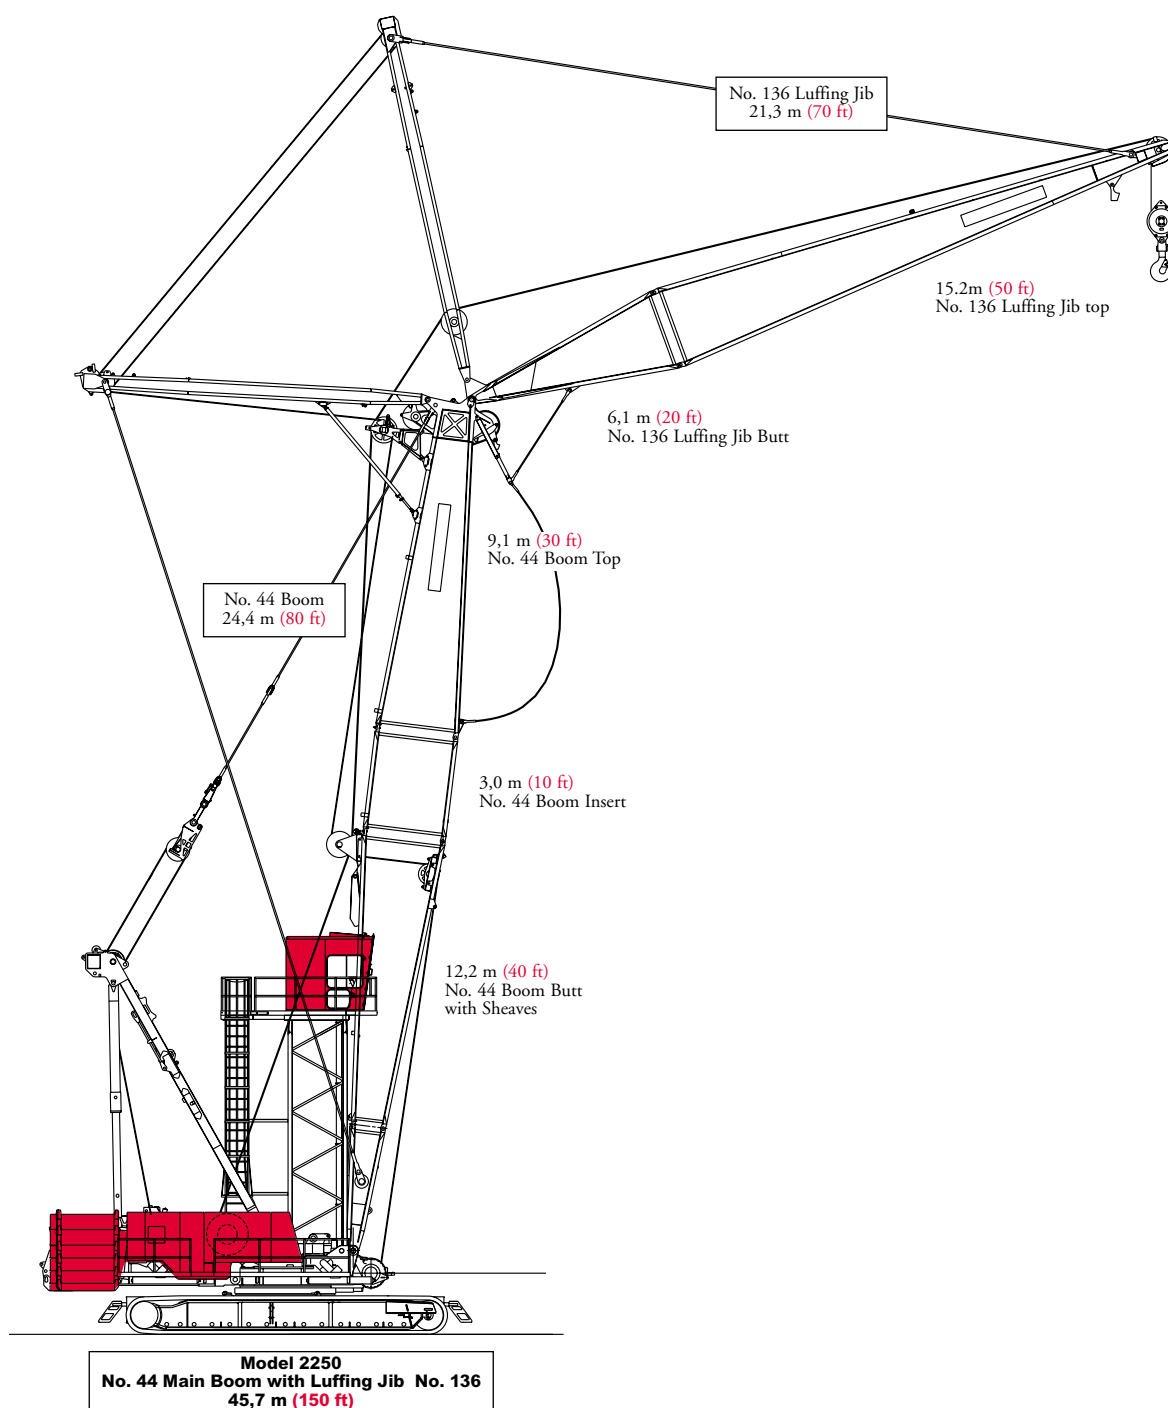 No. 136 Luffing Jib
21,3 m (70 ft)
15.2m (50 ft)
No. 136 Luffing Jib top
6,1 m (20 ft)
No. 136 Luffing Jib Butt
9,1 m (30 ft)
No. 44 Boom Top
No. 44 Boom
24,4 m (80 ft)
3,0 m (10 ft)
No. 44 Boom Insert
12,2 m (40 ft)
No. 44 Boom Butt
with Sheaves
Model 2250
No. 44 Main Boom with Luffing Jib No. 136
45,7 m (150 ft)